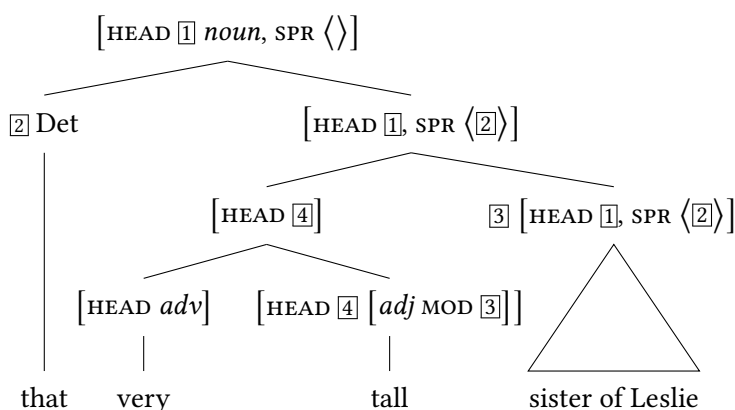 [HEAD 1 noun, SPR ⟨⟩]
2 Det [HEAD 1, SPR ⟨2⟩]
[HEAD 4] 3 [HEAD 1, SPR ⟨2⟩]
[HEAD adv] [HEAD 4 [adj MOD 3]]
that very tall sister of Leslie